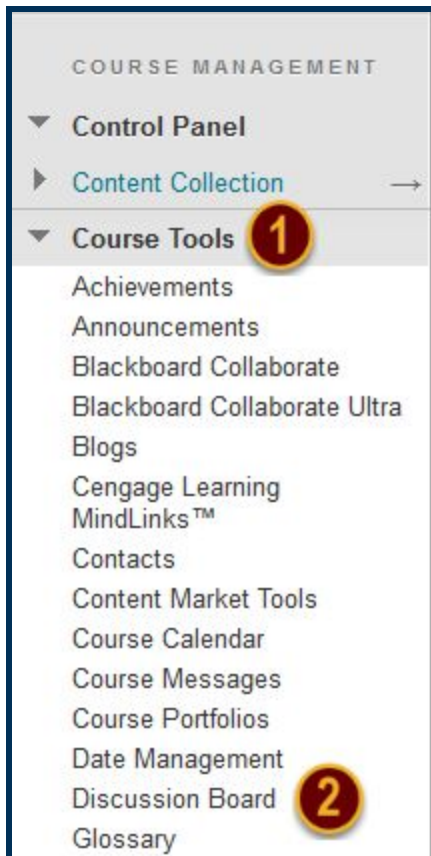 COURSE MANAGEMENT
Control Panel
Content Collection →
Course Tools 1
Achievements
Announcements
Blackboard Collaborate
Blackboard Collaborate Ultra
Blogs
Cengage Learning
MindLinks™
Contacts
Content Market Tools
Course Calendar
Course Messages
Course Portfolios
Date Management
Discussion Board 2
Glossary